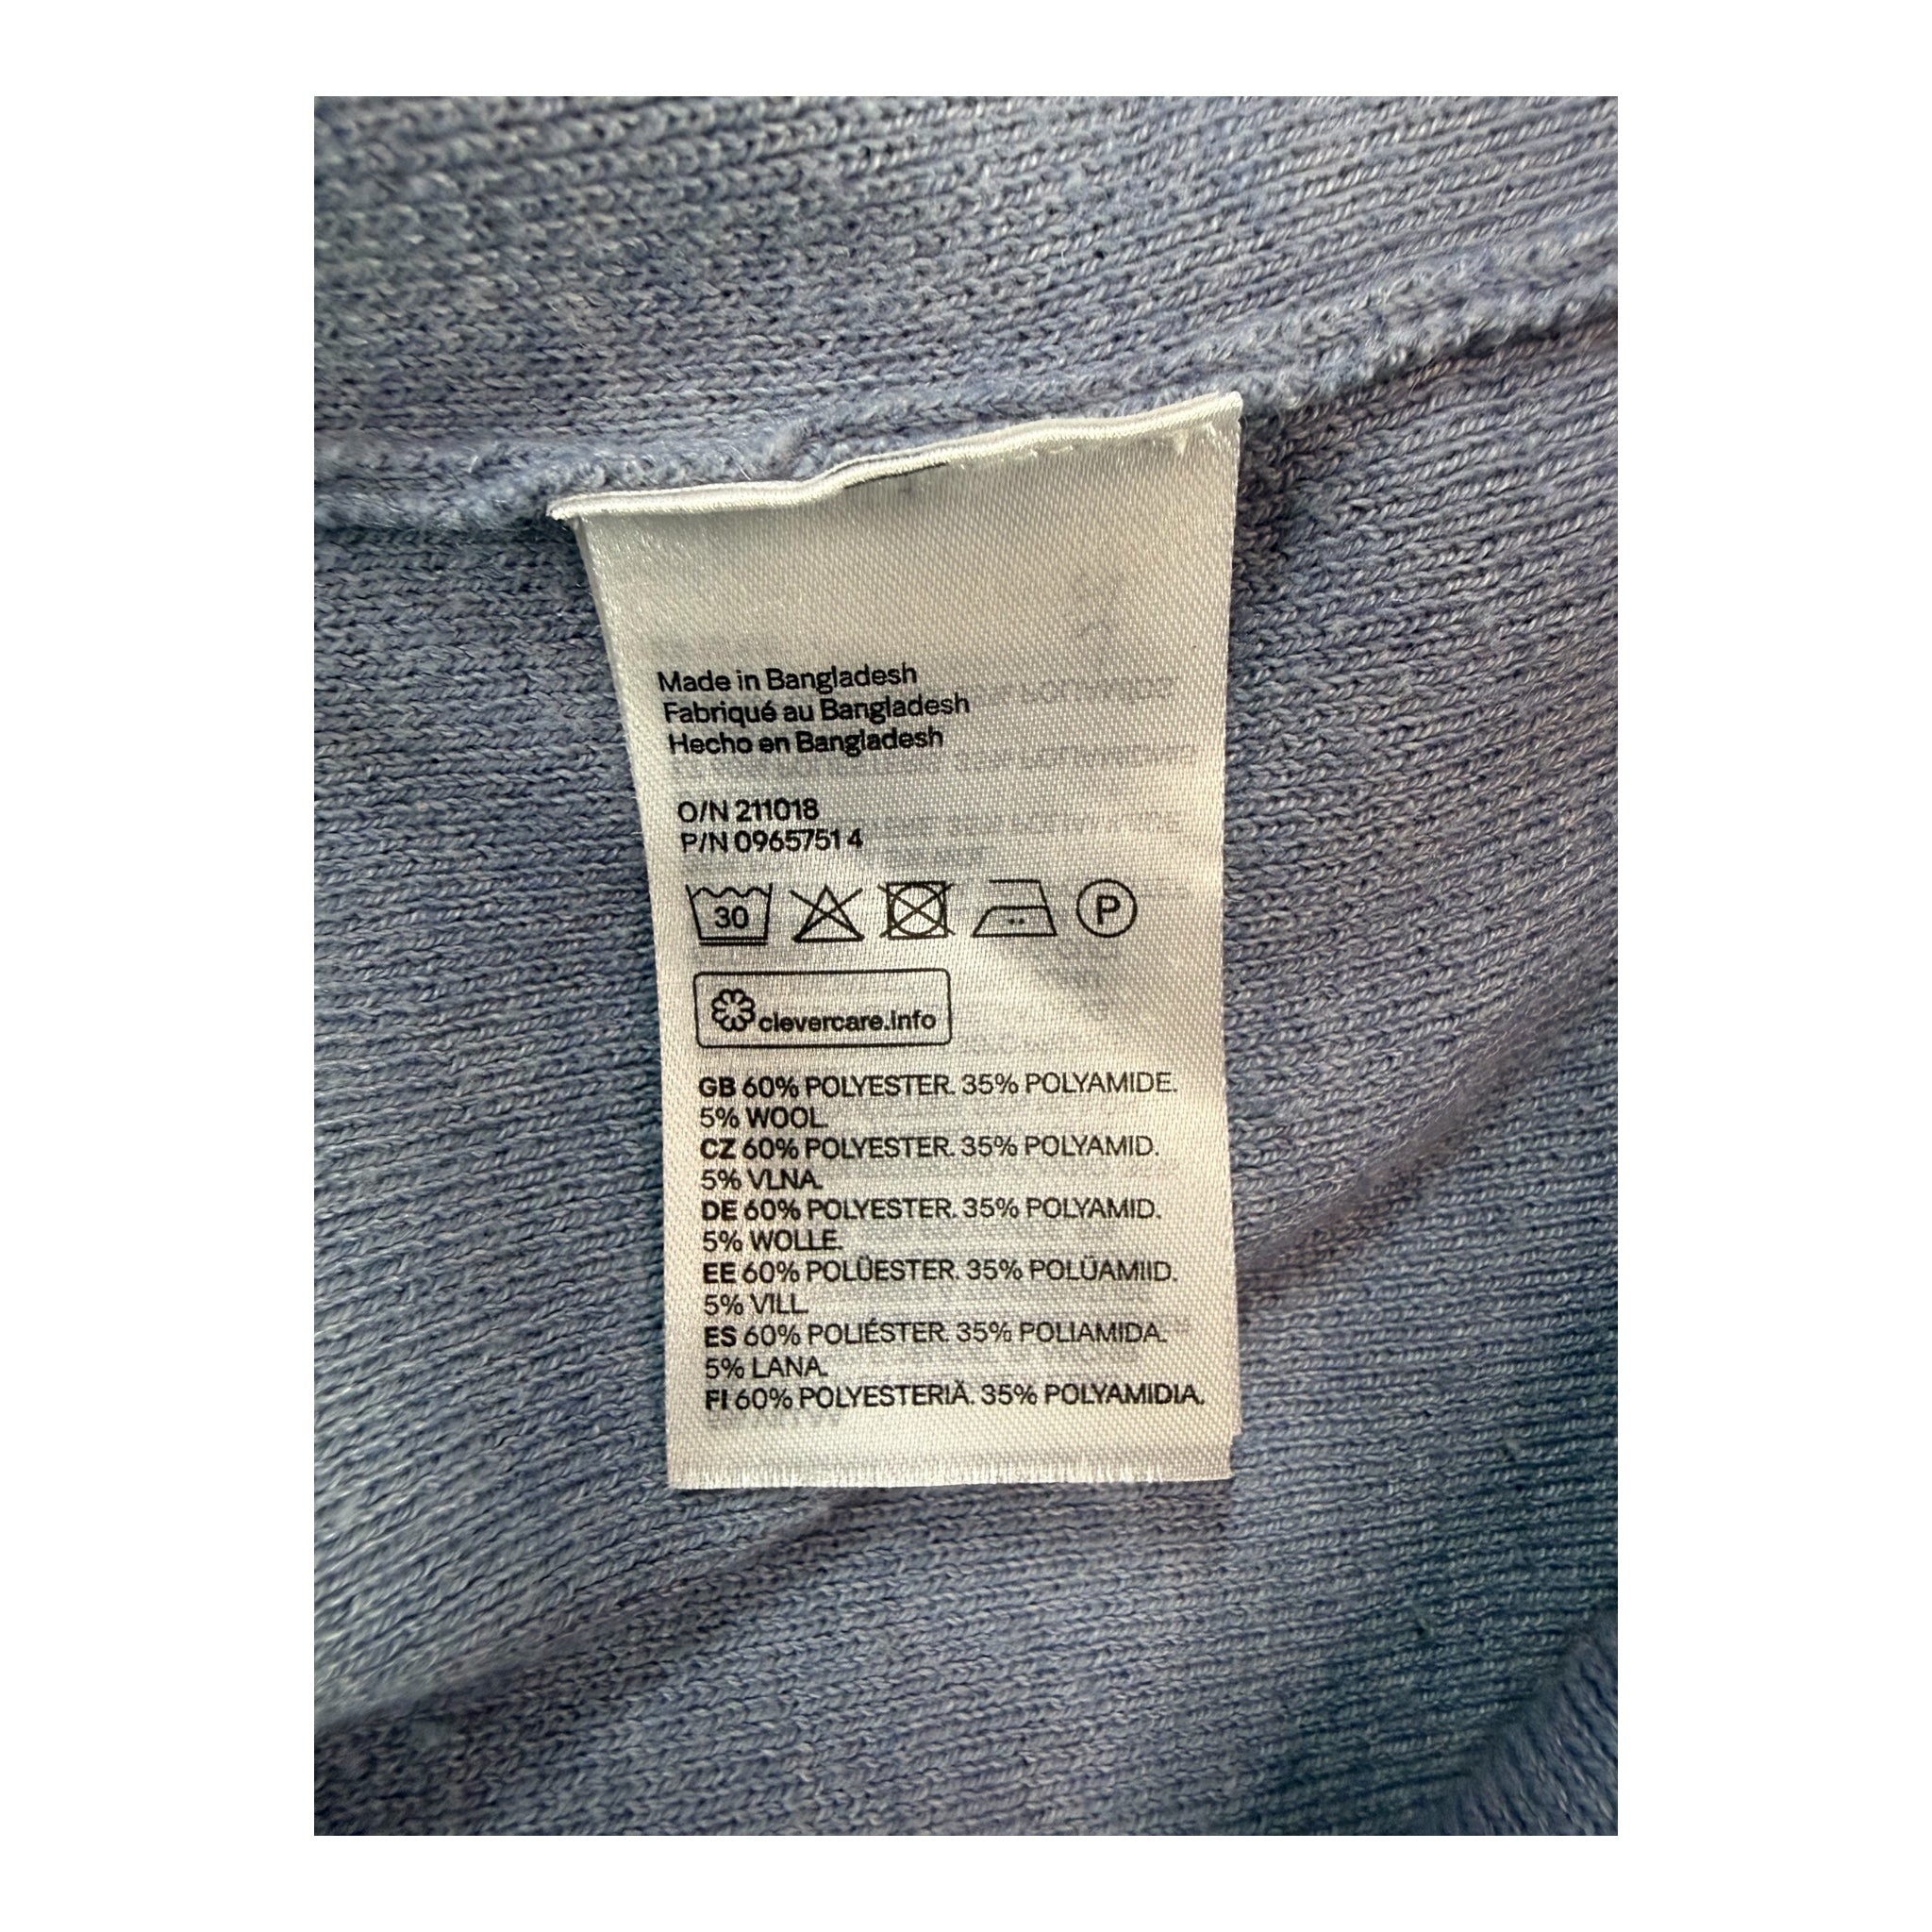 Made in Bangladesh
Fabriqué au Bangladesh
Hecho en Bangladesh
O/N 211018
P/N 0965751 4
30
P
clevercare.info
GB 60% POLYESTER. 35% POLYAMIDE.
5% WOOL.
CZ 60% POLYESTER. 35% POLYAMID.
5% VLNA.
DE 60% POLYESTER. 35% POLYAMID.
5% WOLLE.
EE 60% POLÜESTER. 35% POLÜAMIID.
5% VILL.
ES 60% POLIÉSTER. 35% POLIAMIDA.
5% LANA.
FI 60% POLYESTERIÄ. 35% POLYAMIDIA.